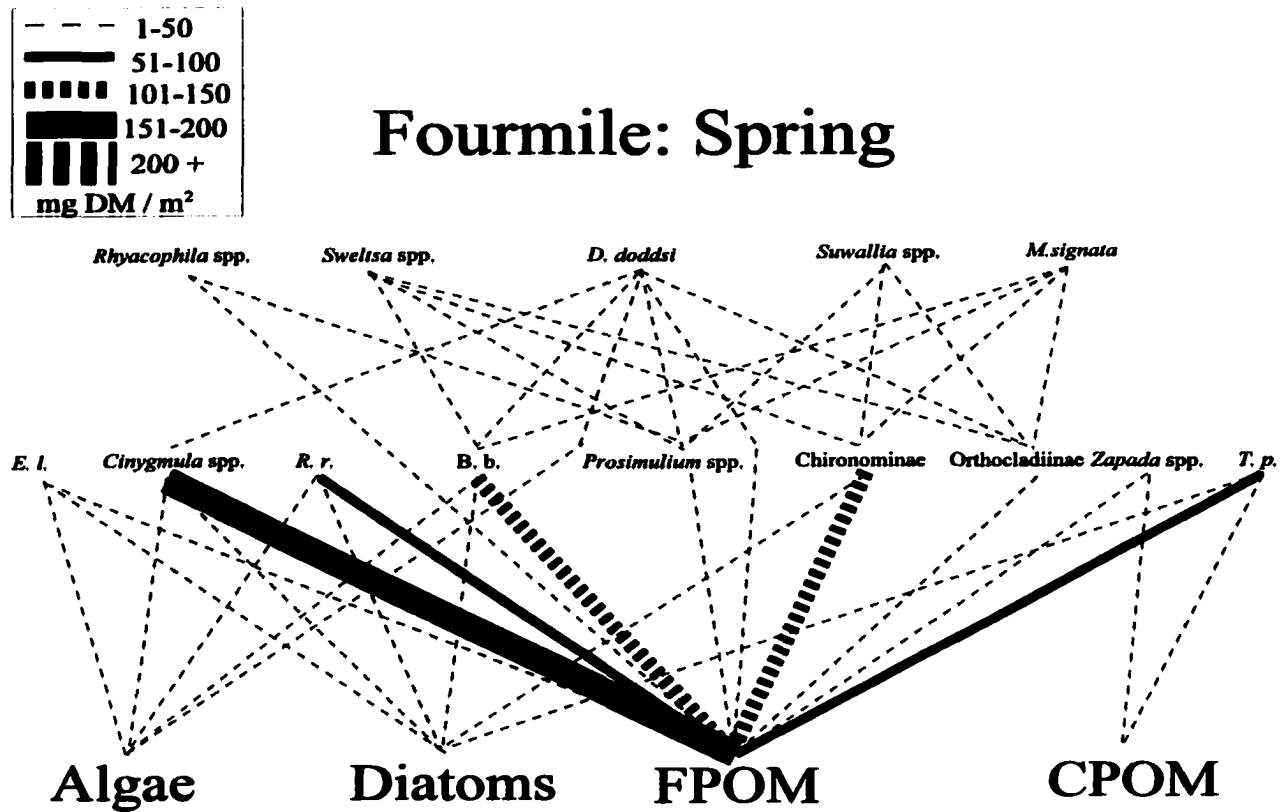 1-50
51-100
101-150
151-200
200 +
mg DM / m²
Fourmile: Spring
Rhyacophila spp. Sweltsa spp. D. doddsi Suwallia spp. M.signata
E. l. Cinygmula spp. R. r. B. b. Prosimulium spp. Chironominae Orthocladiinae Zapada spp. T. p.
Algae Diatoms FPOM CPOM